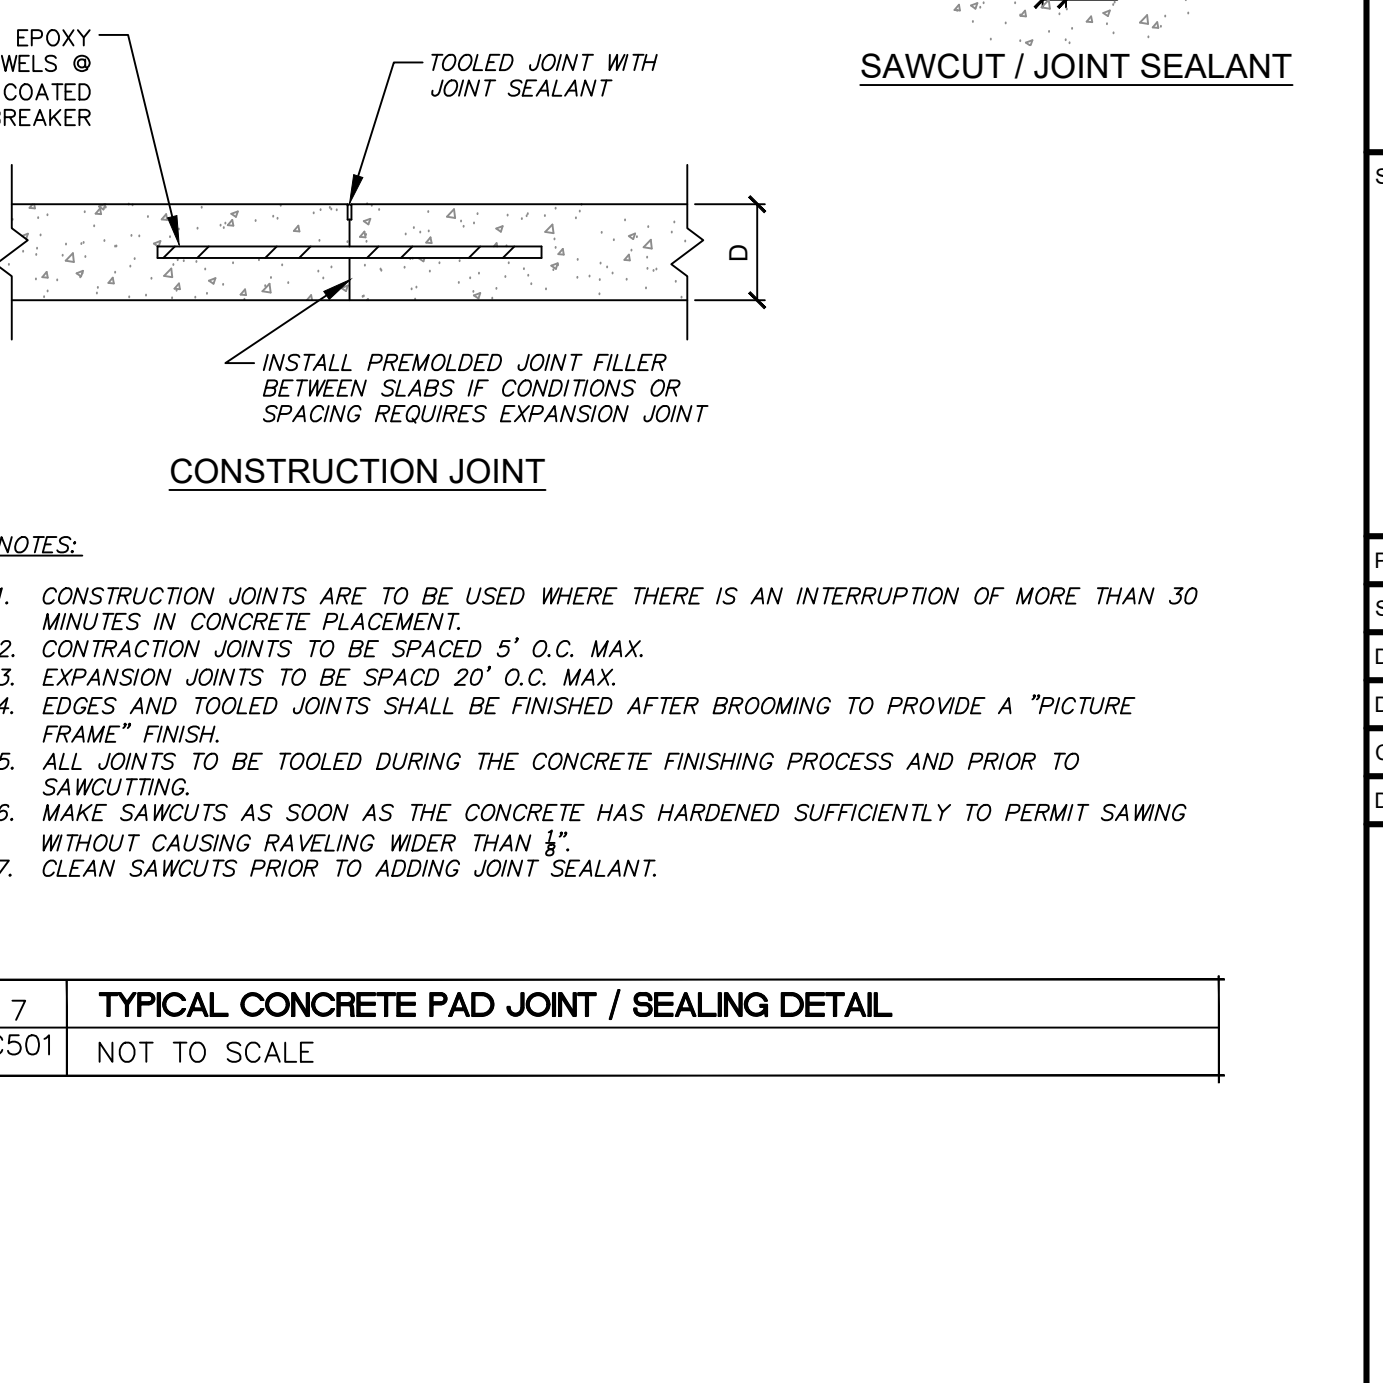 EPOXY
WELS @
COATED
BREAKER
TOOLED JOINT WITH
JOINT SEALANT
SAWCUT / JOINT SEALANT
D
INSTALL PREMOLDED JOINT FILLER
BETWEEN SLABS IF CONDITIONS OR
SPACING REQUIRES EXPANSION JOINT
CONSTRUCTION JOINT
NOTES:
1. CONSTRUCTION JOINTS ARE TO BE USED WHERE THERE IS AN INTERRUPTION OF MORE THAN 30
MINUTES IN CONCRETE PLACEMENT.
2. CONTRACTION JOINTS TO BE SPACED 5' O.C. MAX.
3. EXPANSION JOINTS TO BE SPACD 20' O.C. MAX.
4. EDGES AND TOOLED JOINTS SHALL BE FINISHED AFTER BROOMING TO PROVIDE A "PICTURE
FRAME" FINISH.
5. ALL JOINTS TO BE TOOLED DURING THE CONCRETE FINISHING PROCESS AND PRIOR TO
SAWCUTTING.
6. MAKE SAWCUTS AS SOON AS THE CONCRETE HAS HARDENED SUFFICIENTLY TO PERMIT SAWING
WITHOUT CAUSING RAVELING WIDER THAN 1/8".
7. CLEAN SAWCUTS PRIOR TO ADDING JOINT SEALANT.
7
C501
TYPICAL CONCRETE PAD JOINT / SEALING DETAIL
NOT TO SCALE